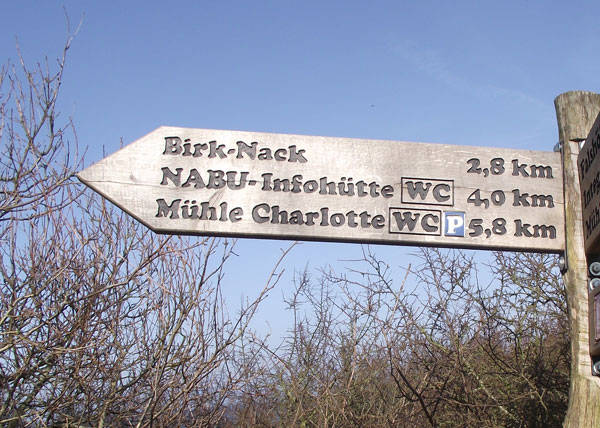 Birk-Nack 2,8 km
NABU-Infohütte WC 4,0 km
Mühle Charlotte WC P 5,8 km